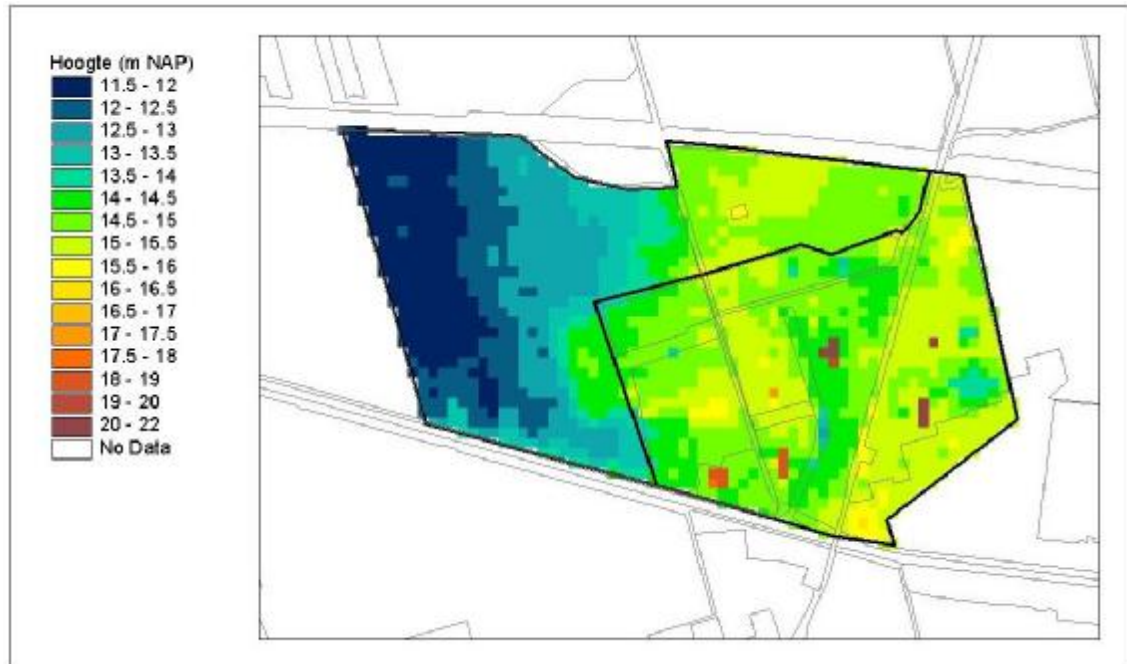 Hoogte (m NAP)
11.5 - 12
12 - 12.5
12.5 - 13
13 - 13.5
13.5 - 14
14 - 14.5
14.5 - 15
15 - 15.5
15.5 - 16
16 - 16.5
16.5 - 17
17 - 17.5
17.5 - 18
18 - 19
19 - 20
20 - 22
No Data